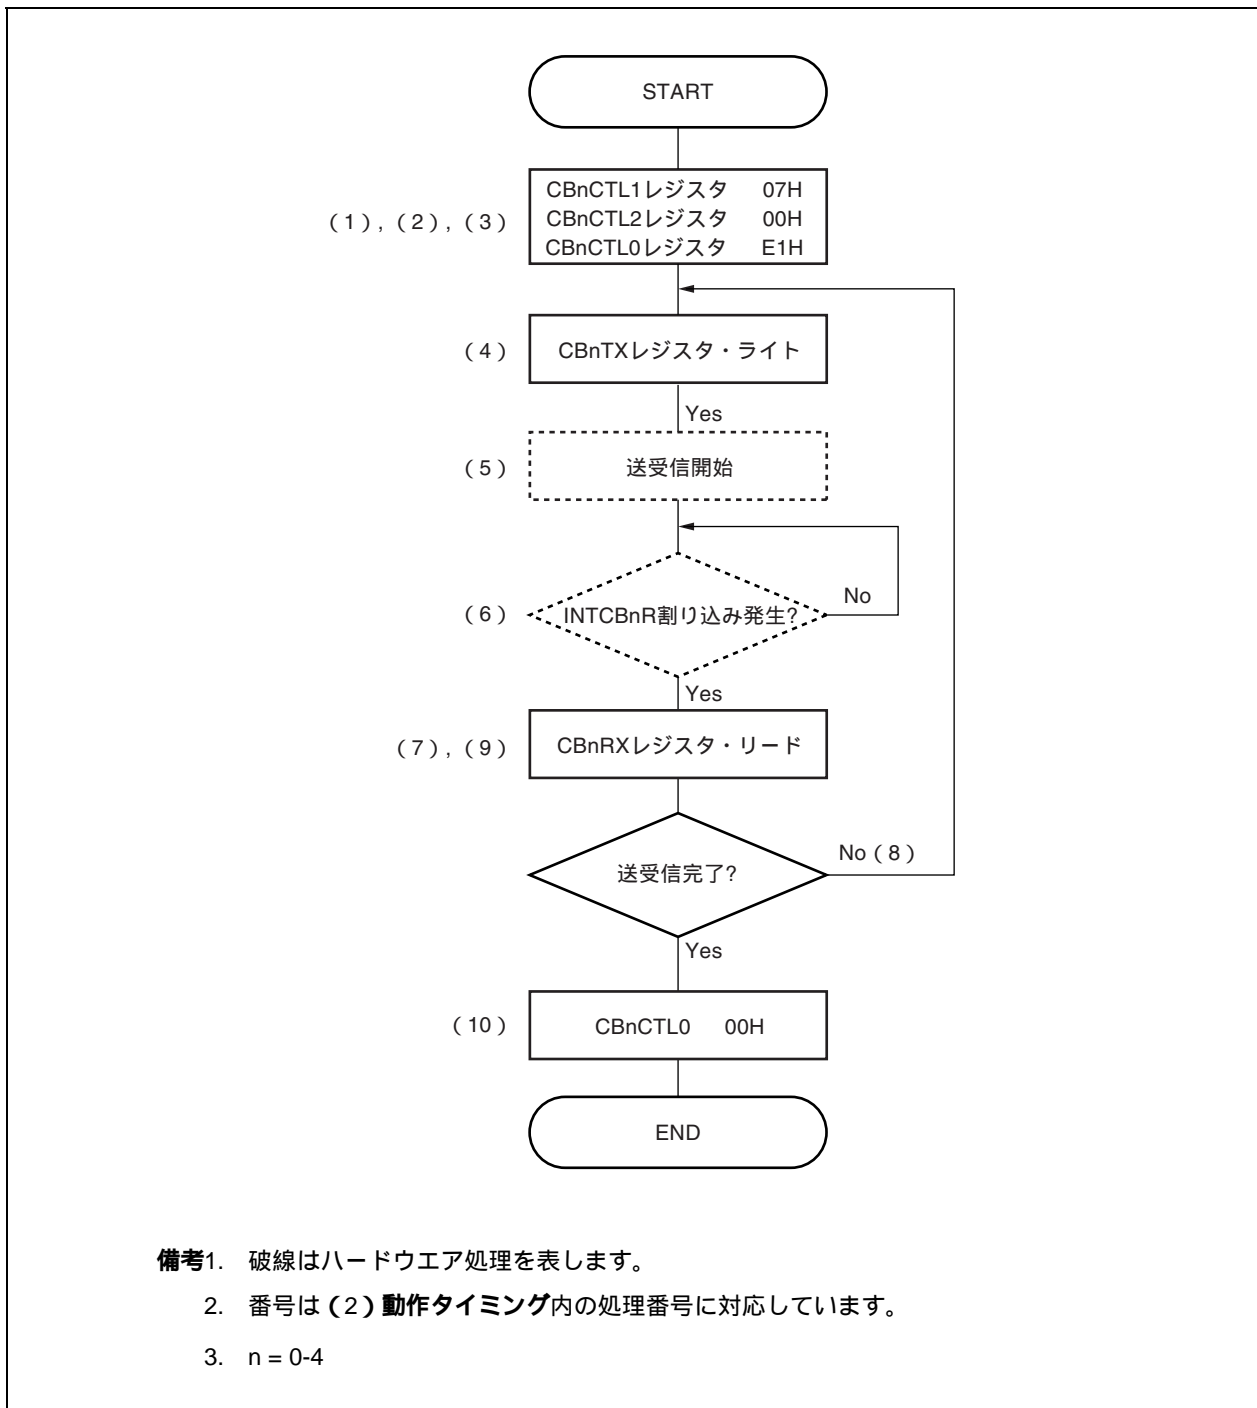 START
CBnCTL1レジスタ 07H
(1), (2), (3) CBnCTL2レジスタ 00H
CBnCTL0レジスタ E1H
(4) CBnTXレジスタ・ライト
Yes
(5) 送受信開始
No
(6) INTCBnR割り込み発生?
Yes
(7), (9) CBnRXレジスタ・リード
No(8)
送受信完了?
Yes
(10) CBnCTL0 00H
END
備考1. 破線はハードウエア処理を表します。
2. 番号は(2)動作タイミング内の処理番号に対応しています。
3. n = 0-4